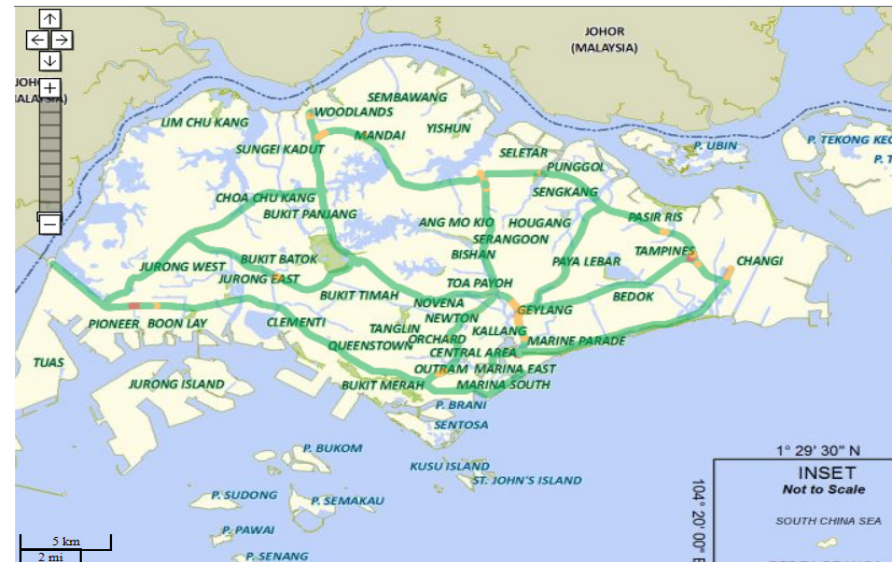 JOHOR
(MALAYSIA)
JOHO
(MALAYSIA)
SEMBAWANG
WOODLANDS
LIM CHU KANG
MANDAI
YISHUN
SUNGEI KADUT
SELETAR
P. UBIN
P. TEKONG KEC
PUNGGOL
SENGKANG
CHOA CHU KANG
BUKIT PANJANG
ANG MO KIO
HOUGANG
PASIR RIS
SERANGOON
BISHAN
PAYA LEBAR
TAMPINES
CHANGI
JURONG WEST
BUKIT BATOK
JURONG EAST
TOA PAYOH
BUKIT TIMAH
BEDOK
NOVENA
GEYLANG
NEWTON
PIONEER
BOON LAY
CLEMENTI
TANGLIN
KALLANG
ORCHARD
MARINE PARADE
QUEENSTOWN
CENTRAL AREA
TUAS
OUTRAM
MARINA EAST
JURONG ISLAND
BUKIT MERAH
MARINA SOUTH
P. BRANI
SENTOSA
P. BUKOM
KUSU ISLAND
ST. JOHN'S ISLAND
P. SUDONG
P. SEMAKAU
P. PAWAI
P. SENANG
5 km
2 mi
1° 29' 30" N
INSET
Not to Scale
104° 20' 00" E
SOUTH CHINA SEA